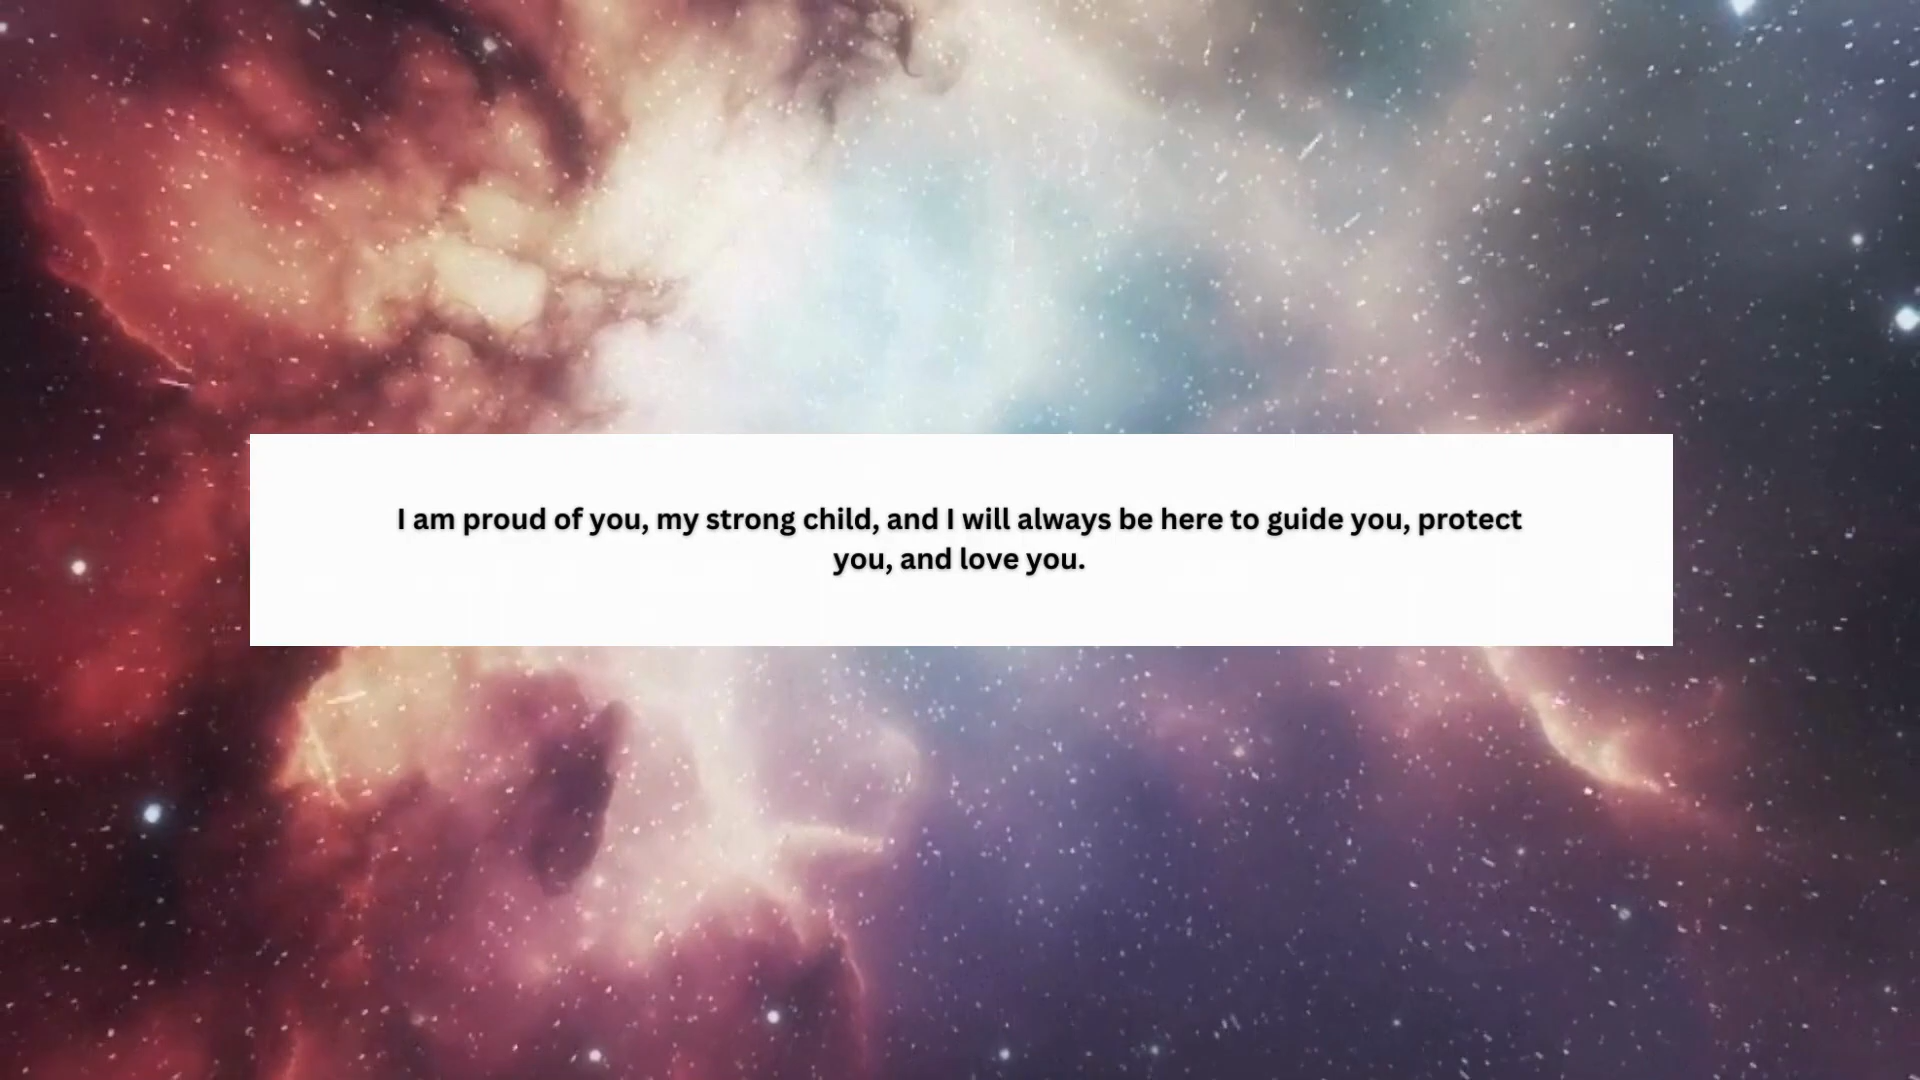 I am proud of you, my strong child, and I will always be here to guide you, protect
you, and love you.